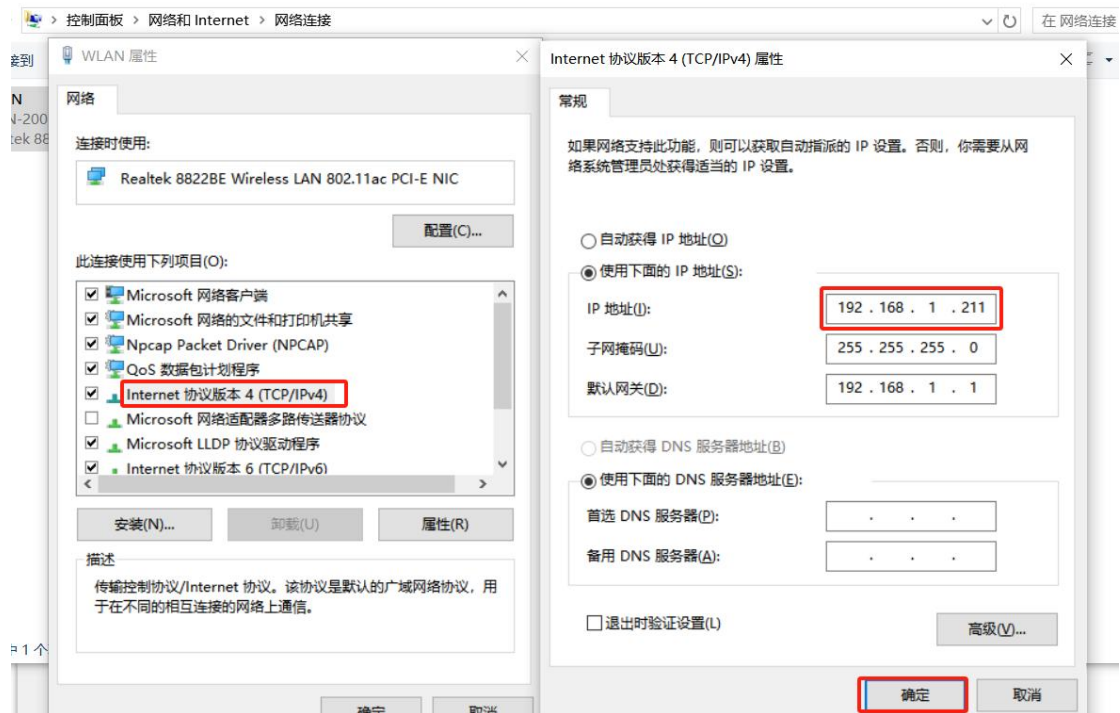 控制面板 > 网络和 Internet > 网络连接
在 网络连接
接到
WLAN 属性
Internet 协议版本 4 (TCP/IPv4) 属性
网络
连接时使用:
Realtek 8822BE Wireless LAN 802.11ac PCI-E NIC
配置(C)...
此连接使用下列项目(O):
Microsoft 网络客户端
Microsoft 网络的文件和打印机共享
Npcap Packet Driver (NPCAP)
QoS 数据包计划程序
Internet 协议版本 4 (TCP/IPv4)
Microsoft 网络适配器多路传送器协议
Microsoft LLDP 协议驱动程序
Internet 协议版本 6 (TCP/IPv6)
安装(N)...
卸载(U)
属性(R)
描述
传输控制协议/Internet 协议。该协议是默认的广域网络协议，用
于在不同的相互连接的网络上通信。
确定
取消
常规
如果网络支持此功能，则可以获取自动指派的 IP 设置。否则，你需要从网
络系统管理员处获得适当的 IP 设置。
自动获得 IP 地址(O)
使用下面的 IP 地址(S):
IP 地址(I):
192 . 168 . 1 . 211
子网掩码(U):
255 . 255 . 255 . 0
默认网关(D):
192 . 168 . 1 . 1
自动获得 DNS 服务器地址(B)
使用下面的 DNS 服务器地址(E):
首选 DNS 服务器(P):
备用 DNS 服务器(A):
退出时验证设置(L)
高级(V)...
确定
取消